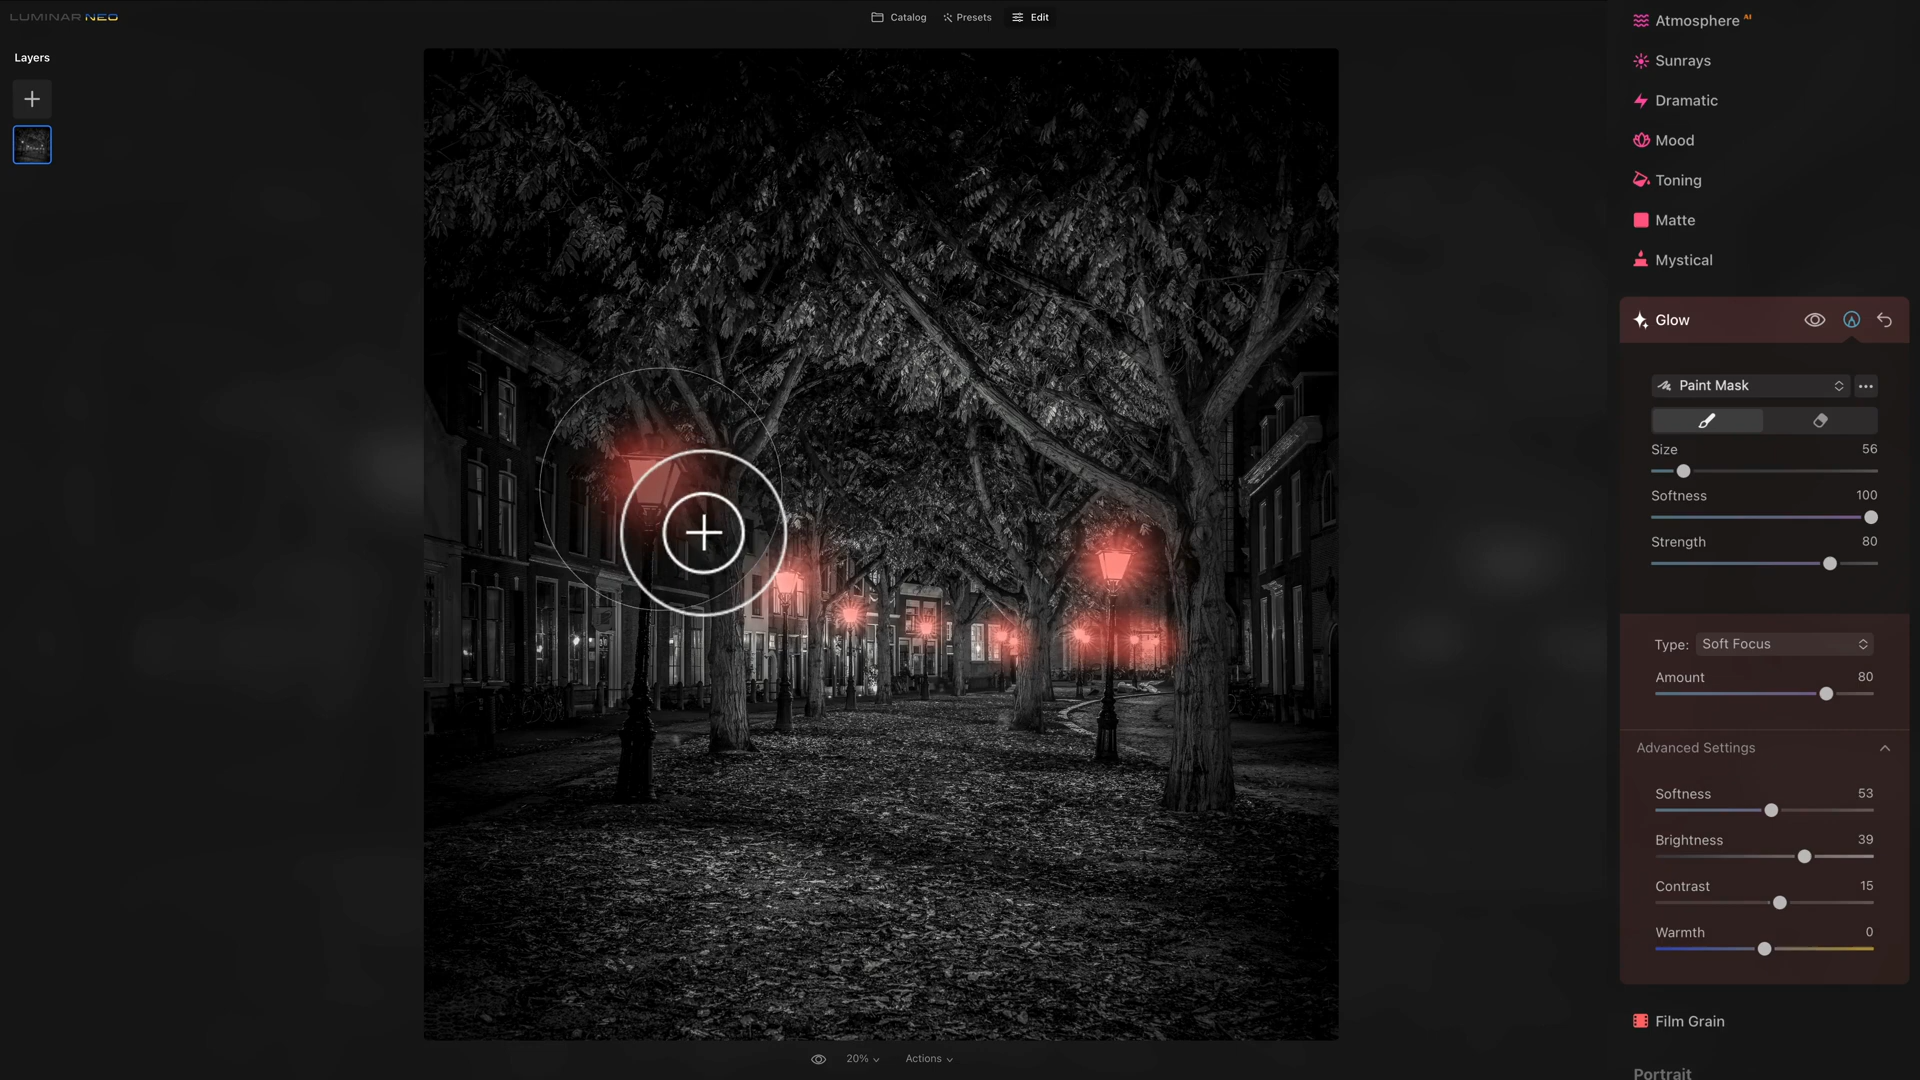 LUMINAR NEO
Catalog
Presets
Edit
Layers
Atmosphere AI
Sunrays
Dramatic
Mood
Toning
Matte
Mystical
Glow
Paint Mask
Size 56
Softness 100
Strength 80
Type: Soft Focus
Amount 80
Advanced Settings
Softness 53
Brightness 39
Contrast 15
Warmth 0
Film Grain
Portrait
20%
Actions